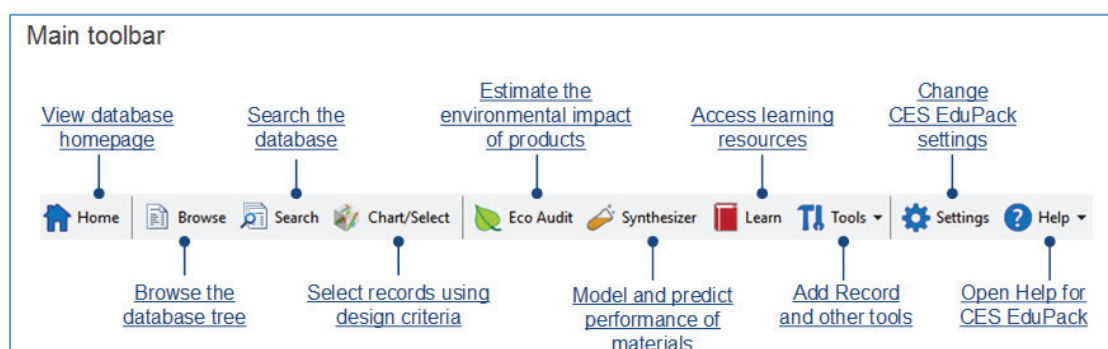 Main toolbar
View database
homepage
Search the
database
Estimate the
environmental impact
of products
Access learning
resources
Change
CES EduPack
settings
Home Browse Search Chart/Select Eco Audit Synthesizer Learn Tools Settings Help
Browse the
database tree
Select records using
design criteria
Model and predict
performance of
materials
Add Record
and other tools
Open Help for
CES EduPack